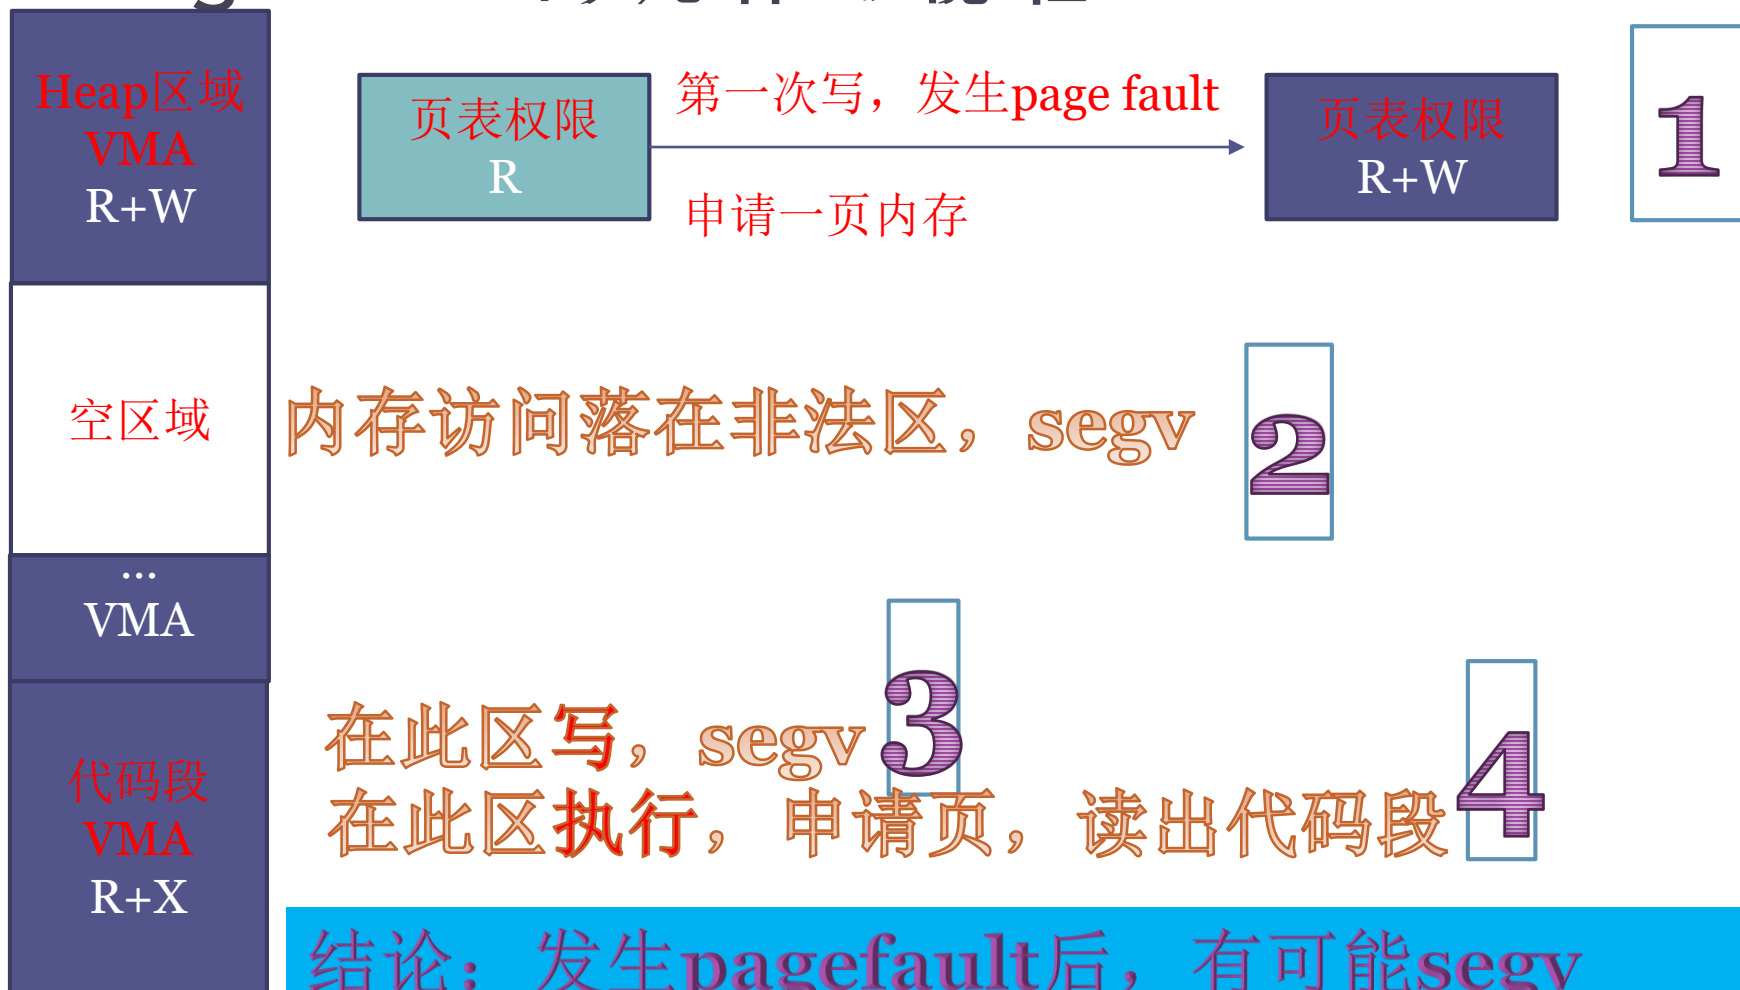 Heap区域
VMA
R+W
页表权限
R
第一次写，发生page fault
申请一页内存
页表权限
R+W
1
空区域
内存访问落在非法区，segv
2
...
VMA
代码段
VMA
R+X
在此区写，segv
3
在此区执行，申请页，读出代码段
4
结论：发生pagefault后，有可能segv